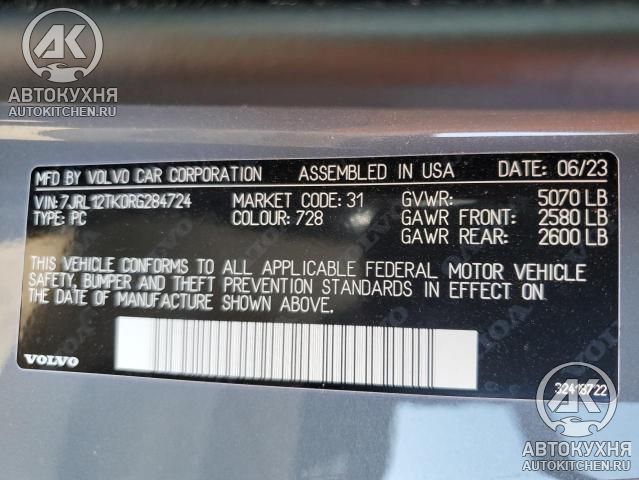 АК
АВТОКУХНЯ
AUTOKITCHEN.RU
MFD BY VOLVO CAR CORPORATION ASSEMBLED IN USA DATE: 06/23
VIN: 7JRL12TK0RG284724 MARKET CODE: 31 GVWR: 5070 LB
TYPE: PC COLOUR: 728 GAWR FRONT: 2580 LB
GAWR REAR: 2600 LB
THIS VEHICLE CONFORMS TO ALL APPLICABLE FEDERAL MOTOR VEHICLE
SAFETY, BUMPER AND THEFT PREVENTION STANDARDS IN EFFECT ON
THE DATE OF MANUFACTURE SHOWN ABOVE.
VOLVO
32418722
АК
АВТОКУХНЯ
AUTOKITCHEN.RU